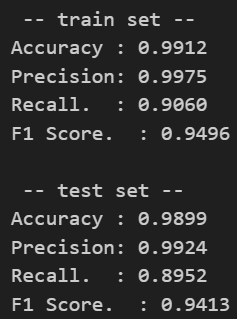 -- train set --
Accuracy : 0.9912
Precision: 0.9975
Recall.  : 0.9060
F1 Score.  : 0.9496

-- test set --
Accuracy : 0.9899
Precision: 0.9924
Recall.  : 0.8952
F1 Score.  : 0.9413